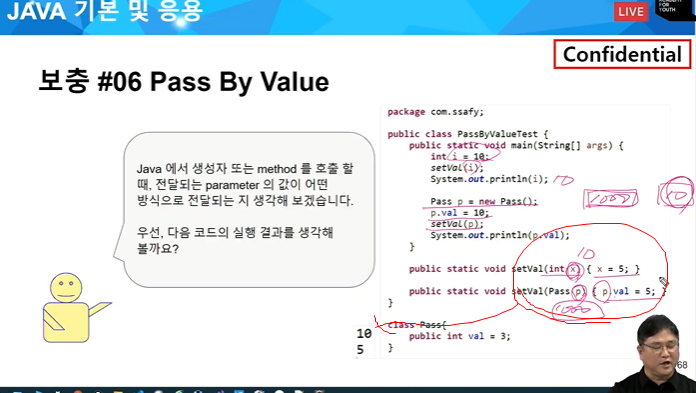 JAVA 기본 및 응용
LIVE
ACADEMY
FOR
YOUTH
Confidential
보충 #06 Pass By Value
Java 에서 생성자 또는 method 를 호출 할
때, 전달되는 parameter 의 값이 어떤
방식으로 전달되는 지 생각해 보겠습니다.
우선, 다음 코드의 실행 결과를 생각해
볼까요?
package com.ssafy;
public class PassByValueTest {
public static void main(String[] args) {
int i = 10;
setVal(i);
System.out.println(i); 10
1000
10
Pass p = new Pass();
p.val = 10;
setVal(p);
System.out.println(p.val);
}
10
public static void setVal(int x) { x = 5; }
public static void setVal(Pass p) { p.val = 5; }
1000
}
class Pass{
public int val = 3;
}
10
5
68